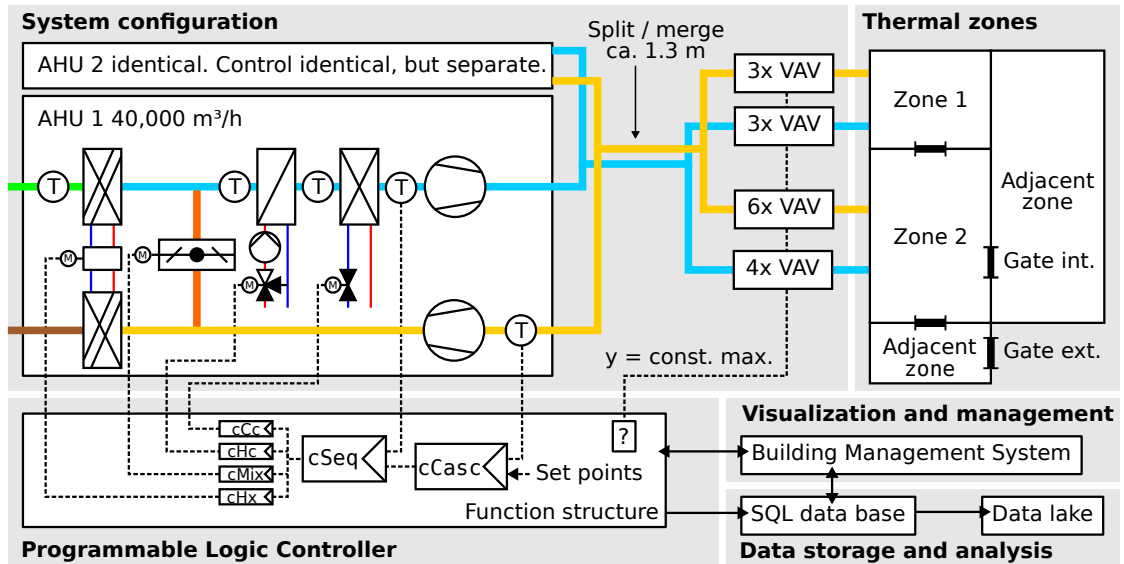 System configuration
Thermal zones
AHU 2 identical. Control identical, but separate.
Split / merge
ca. 1.3 m
3x VAV
Zone 1
AHU 1 40,000 m³/h
3x VAV
T
T
T
T
Adjacent
zone
6x VAV
Zone 2
M
M
4x VAV
Gate int.
M
M
T
Adjacent
zone
Gate ext.
y = const. max.
cCc
cHc
cMix
cHx
cSeq
cCasc
Set points
?
Function structure
Programmable Logic Controller
Visualization and management
Building Management System
SQL data base
Data lake
Data storage and analysis